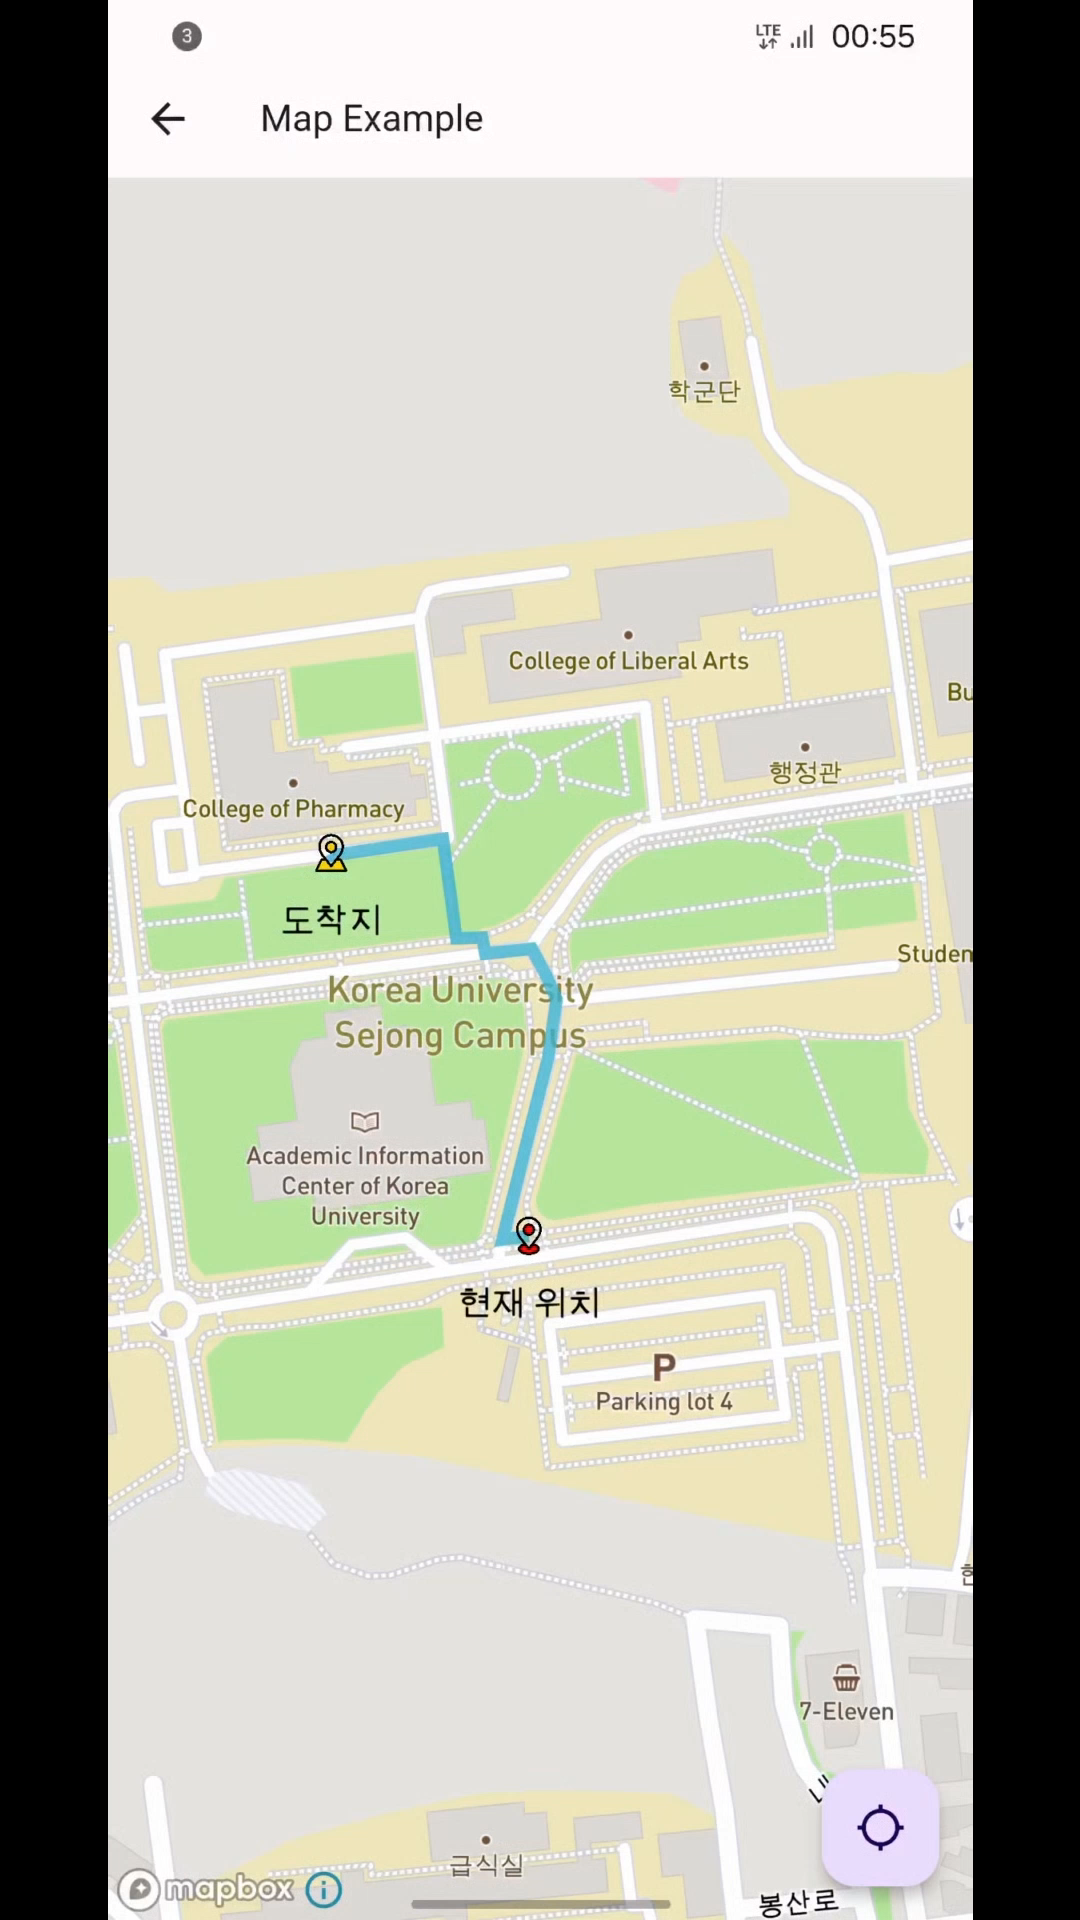 3
LTE
00:55
Map Example
학군단
College of Liberal Arts
Bu
행정관
College of Pharmacy
도착지
Studen
Korea University
Sejong Campus
Academic Information
Center of Korea
University
현재 위치
P
Parking lot 4
7-Eleven
급식실
mapbox
봉산로